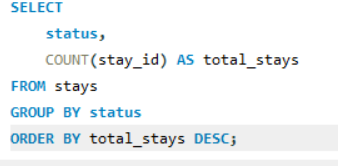 SELECT
    status,
    COUNT(stay_id) AS total_stays
FROM stays
GROUP BY status
ORDER BY total_stays DESC;